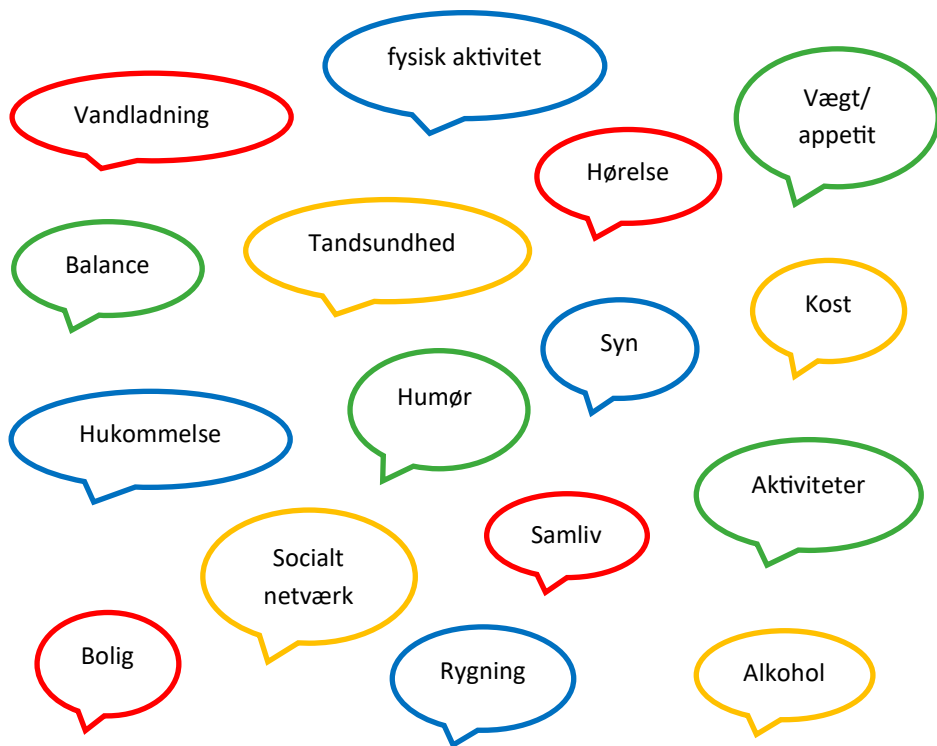 fysisk aktivitet
Vandladning
Vægt/
appetit
Hørelse
Tandsundhed
Balance
Kost
Syn
Humør
Hukommelse
Aktiviteter
Samliv
Socialt
netværk
Bolig
Rygning
Alkohol